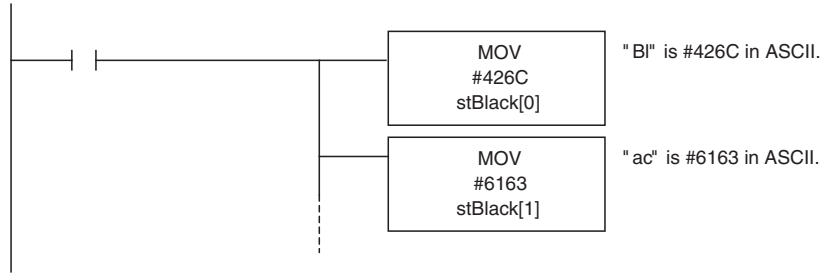 MOV
#426C
stBlack[0]
"Bl" is #426C in ASCII.
MOV
#6163
stBlack[1]
"ac" is #6163 in ASCII.